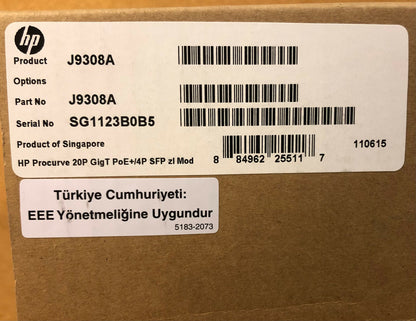 hp
Product J9308A
Options
Part No J9308A
Serial No SG1123B0B5
Product of Singapore 110615
HP Procurve 20P GigT PoE+/4P SFP zl Mod 8 84962 25511 7
Türkiye Cumhuriyeti:
EEE Yönetmeliğine Uygundur
5183-2073